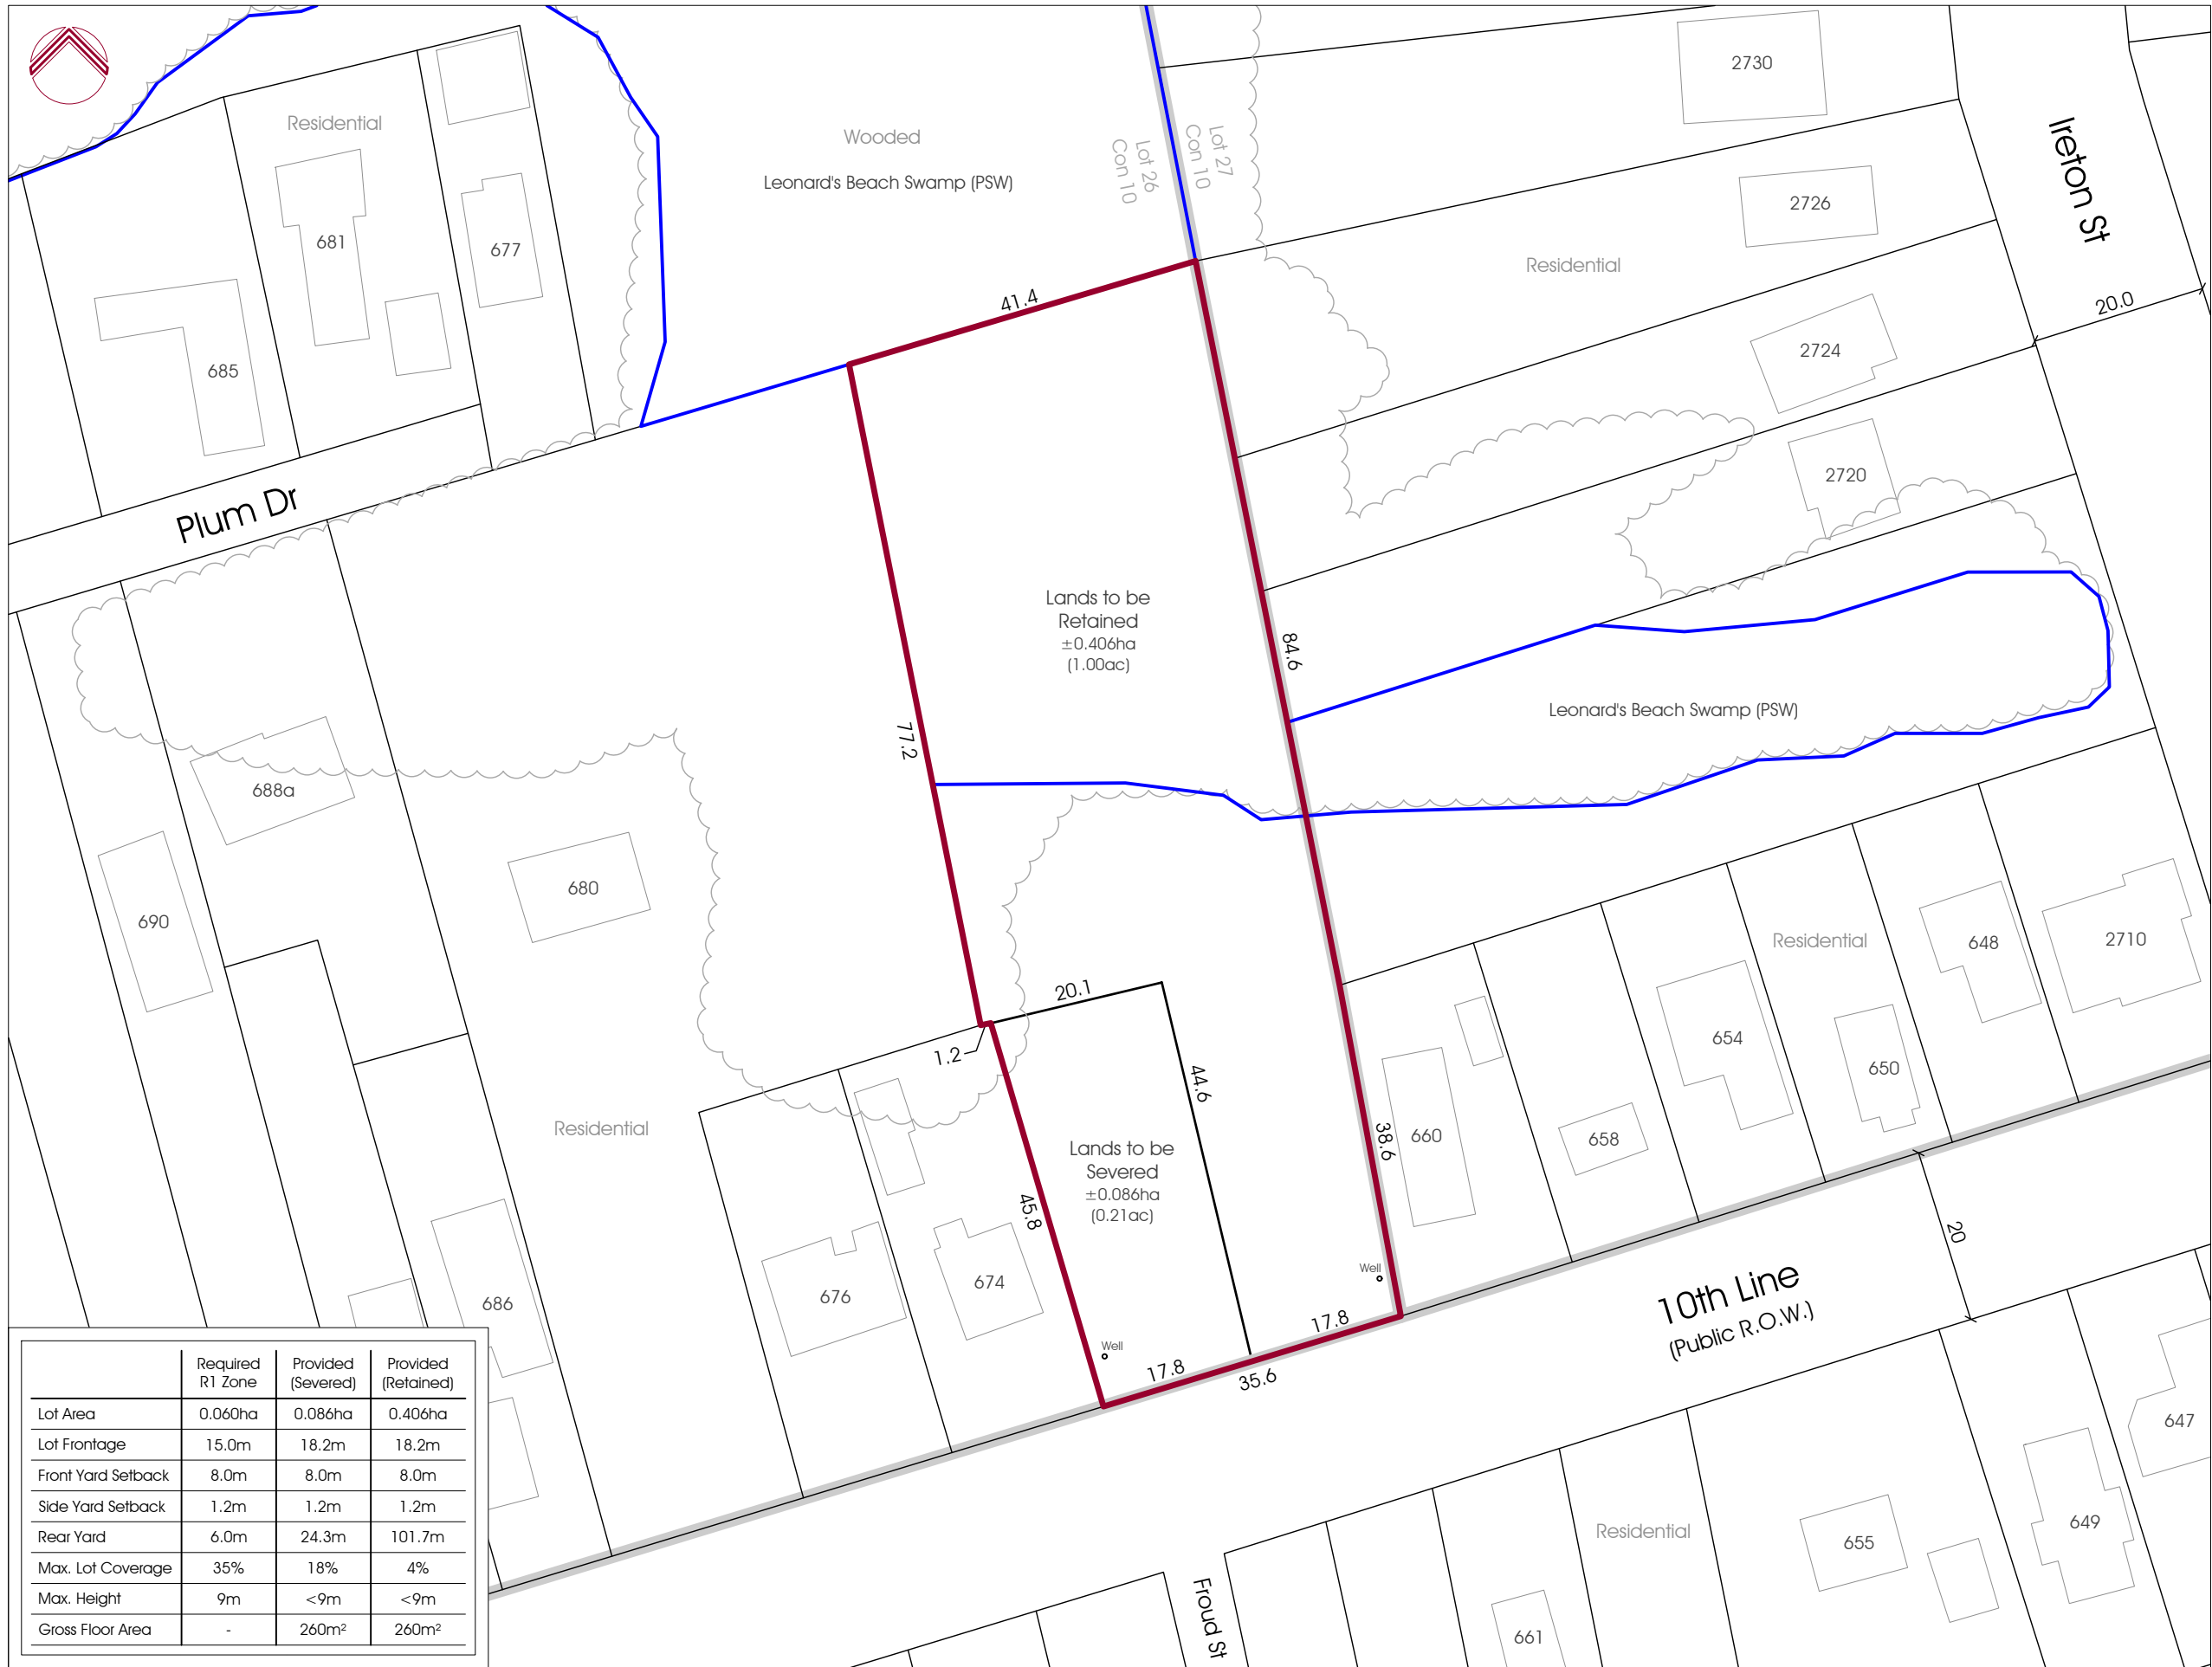 2730
Residential
Wooded
Leonard's Beach Swamp (PSW)
Lot 26
Con 10
Lot 27
Con 10
Ireton St
681
677
2726
Residential
41.4
20.0
685
2724
2720
Plum Dr
Lands to be
Retained
±0.406ha
(1.00ac)
84.6
Leonard's Beach Swamp (PSW)
77.2
688a
680
690
Residential
648
2710
20.1
1.2
654
650
44.6
Residential
38.6
660
658
Lands to be
Severed
±0.086ha
(0.21ac)
45.8
20
674
Well
10th Line
(Public R.O.W.)
676
686
Well
17.8
17.8
35.6
647
649
655
Residential
Froud St
661
Required
R1 Zone
Provided
(Severed)
Provided
(Retained)
Lot Area 0.060ha 0.086ha 0.406ha
Lot Frontage 15.0m 18.2m 18.2m
Front Yard Setback 8.0m 8.0m 8.0m
Side Yard Setback 1.2m 1.2m 1.2m
Rear Yard 6.0m 24.3m 101.7m
Max. Lot Coverage 35% 18% 4%
Max. Height 9m <9m <9m
Gross Floor Area - 260m² 260m²